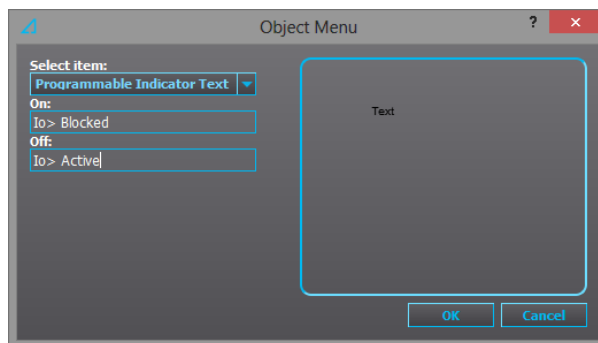 Object Menu
?
Select item:
Programmable Indicator Text
On:
Io> Blocked
Off:
Io> Active
Text
OK
Cancel